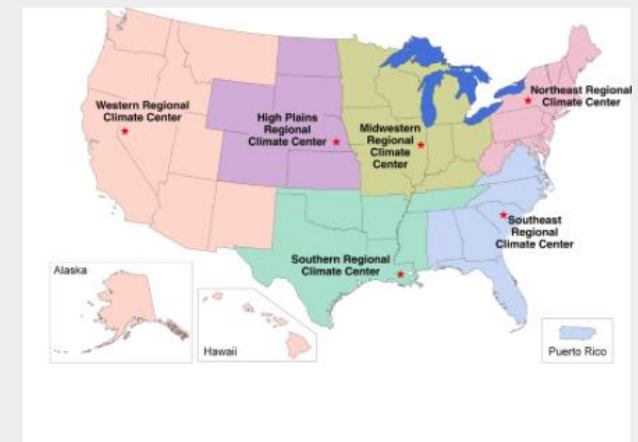 Northeast Regional
Climate Center
Western Regional
Climate Center
High Plains
Regional
Climate Center
Midwestern
Regional
Climate
Center
Southeast
Regional
Climate Center
Southern Regional
Climate Center
Alaska
Hawaii
Puerto Rico